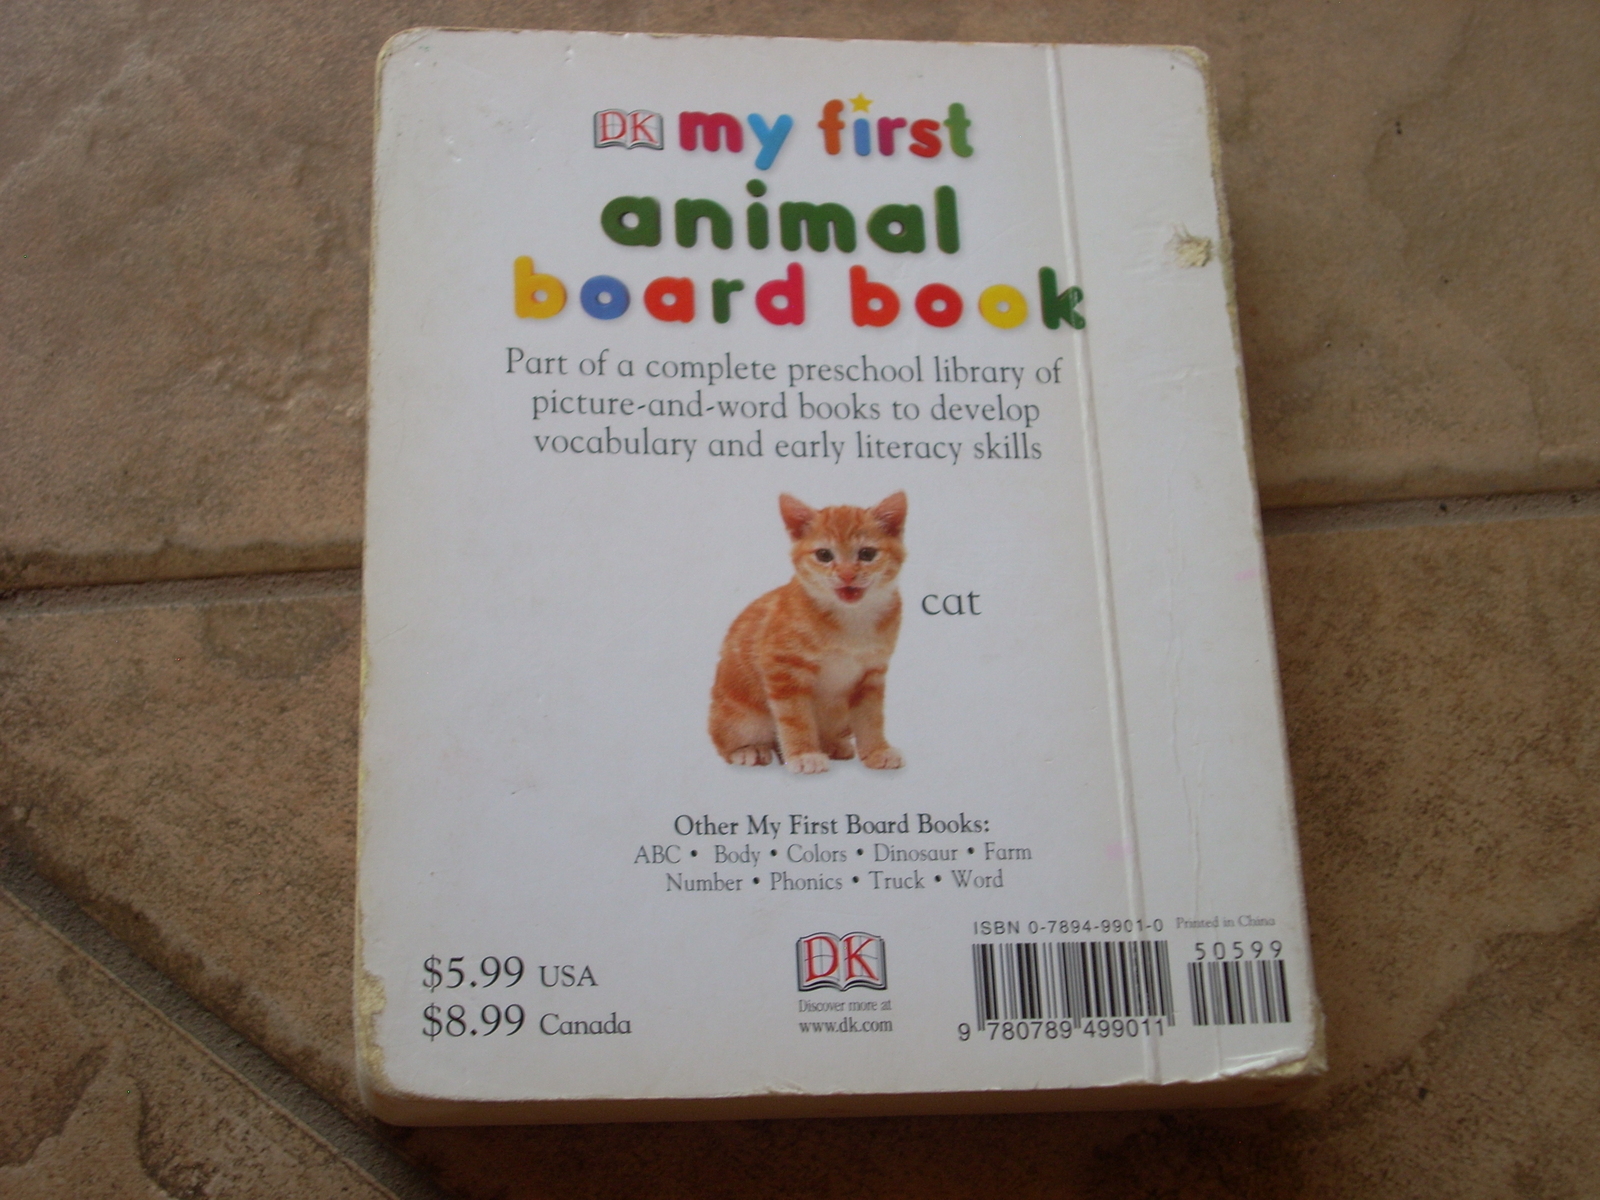 DK my first
animal
board book
Part of a complete preschool library of
picture-and-word books to develop
vocabulary and early literacy skills
cat
Other My First Board Books:
ABC • Body • Colors • Dinosaur • Farm
Number • Phonics • Truck • Word
$5.99 USA
$8.99 Canada
DK
Discover more at
www.dk.com
ISBN 0-7894-9901-0 Printed in China
50599
9 780789 499011